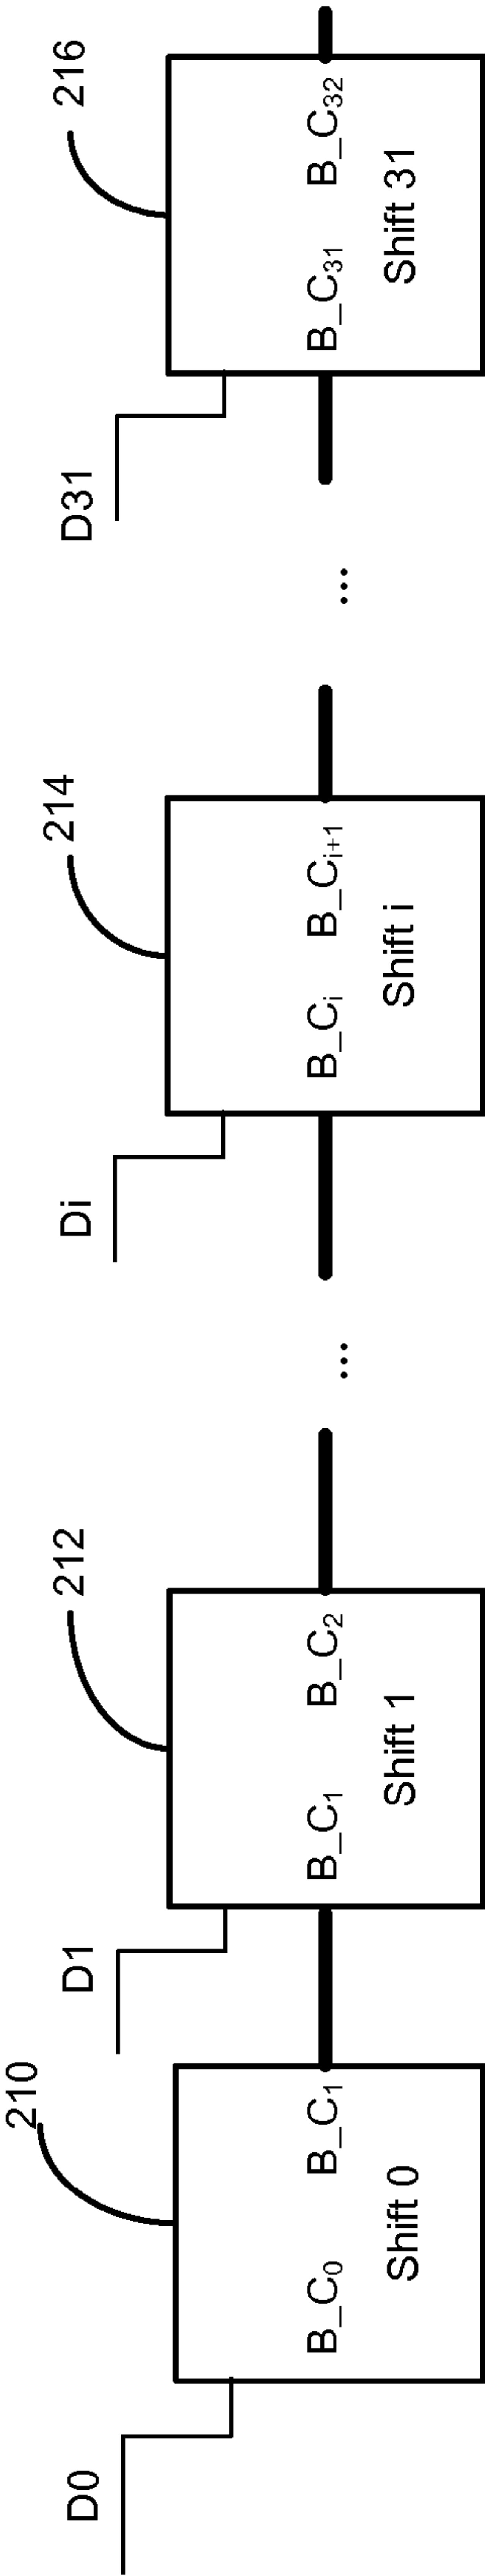 210
D0
B_C₀ B_C₁
Shift 0
212
D1
B_C₁ B_C₂
Shift 1
...
214
Di
B_Cᵢ B_Cᵢ₊₁
Shift i
...
216
D31
B_C₃₁ B_C₃₂
Shift 31